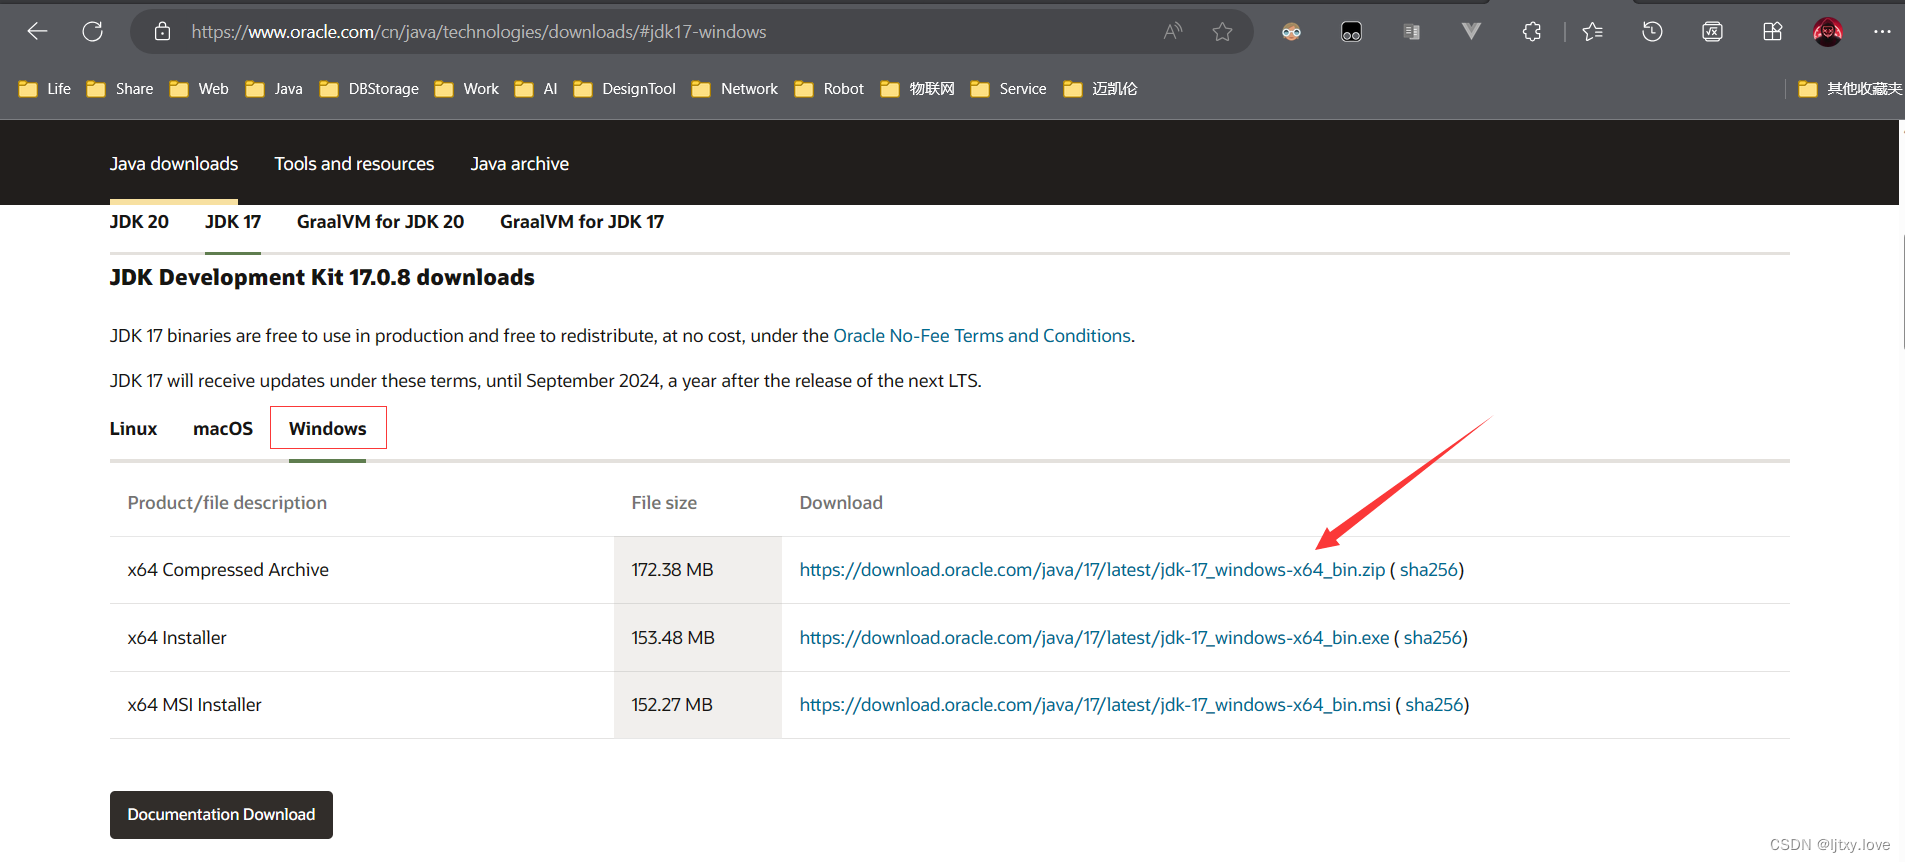 https://www.oracle.com/cn/java/technologies/downloads/#jdk17-windows
Life Share Web Java DBStorage Work AI DesignTool Network Robot 物联网 Service 迈凯伦 其他收藏夹
Java downloads Tools and resources Java archive
JDK 20 JDK 17 GraalVM for JDK 20 GraalVM for JDK 17
JDK Development Kit 17.0.8 downloads
JDK 17 binaries are free to use in production and free to redistribute, at no cost, under the Oracle No-Fee Terms and Conditions.
JDK 17 will receive updates under these terms, until September 2024, a year after the release of the next LTS.
Linux macOS Windows
Product/file description File size Download
x64 Compressed Archive 172.38 MB https://download.oracle.com/java/17/latest/jdk-17_windows-x64_bin.zip ( sha256)
x64 Installer 153.48 MB https://download.oracle.com/java/17/latest/jdk-17_windows-x64_bin.exe ( sha256)
x64 MSI Installer 152.27 MB https://download.oracle.com/java/17/latest/jdk-17_windows-x64_bin.msi ( sha256)
Documentation Download
CSDN @ljtxy.love